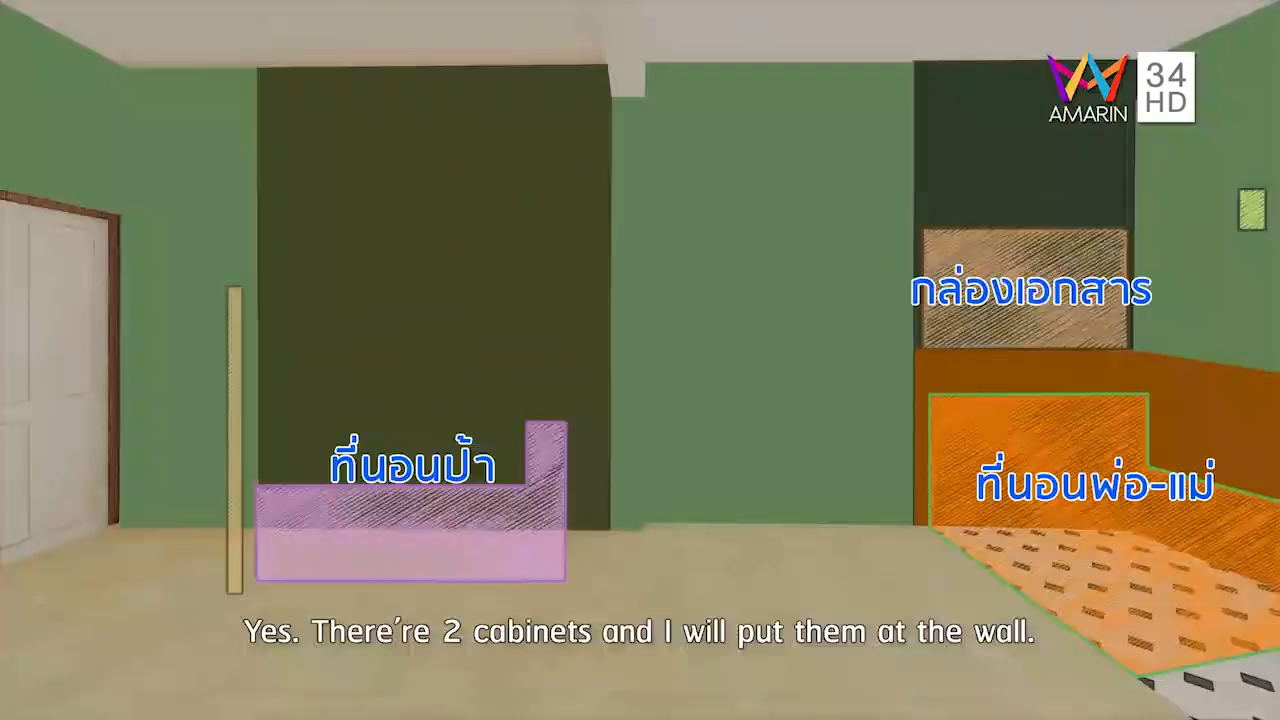 34
HD
AMARIN
กล่องเอกสาร
ที่นอนป้า
ที่นอนพ่อ-แม่
Yes. There're 2 cabinets and I will put them at the wall.